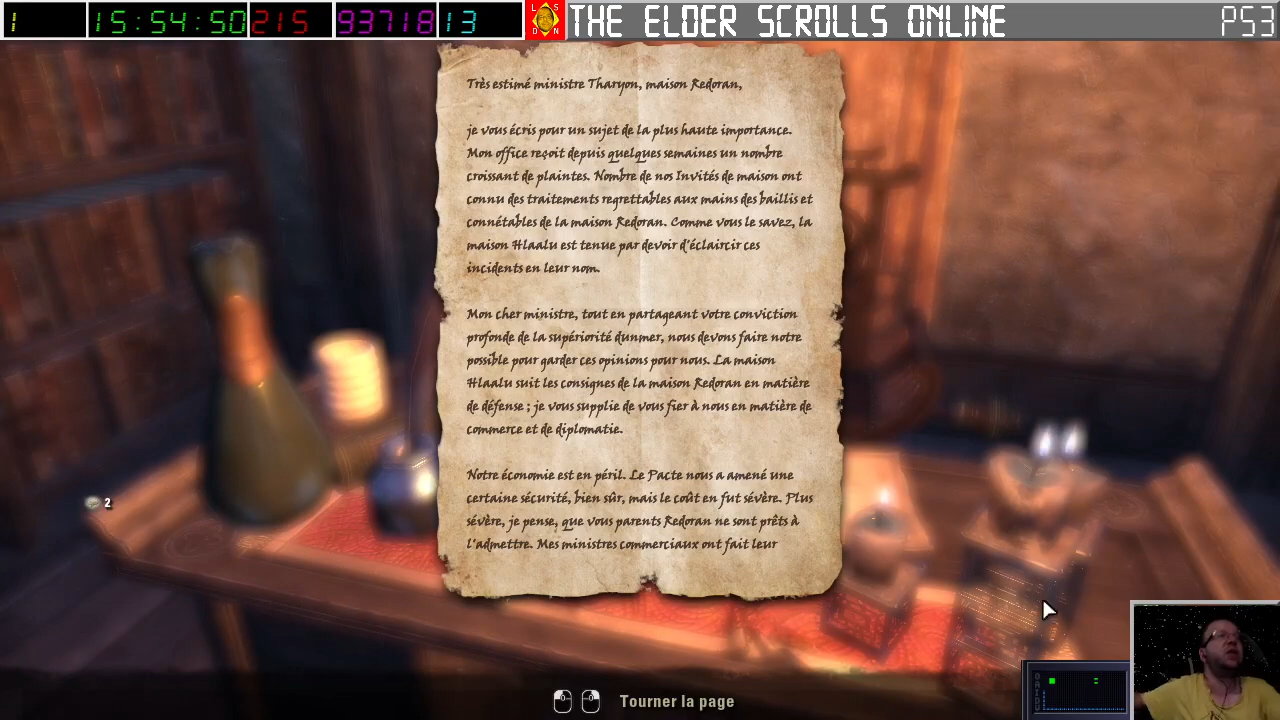 1 15:54:50 215 93718 13 L S D N THE ELDER SCROLLS ONLINE PS3
Très estimé ministre Tharyon, maison Redoran,
je vous écris pour un sujet de la plus haute importance.
Mon office reçoit depuis quelques semaines un nombre
croissant de plaintes. Nombre de nos Invités de maison ont
connu des traitements regrettables aux mains des baillis et
connétables de la maison Redoran. Comme vous le savez, la
maison Hlaalu est tenue par devoir d'éclaircir ces
incidents en leur nom.
Mon cher ministre, tout en partageant votre conviction
profonde de la supériorité dunmer, nous devons faire notre
possible pour garder ces opinions pour nous. La maison
Hlaalu suit les consignes de la maison Redoran en matière
de défense ; je vous supplie de vous fier à nous en matière de
commerce et de diplomatie.
Notre économie est en péril. Le Pacte nous a amené une
certaine sécurité, bien sûr, mais le coût en fut sévère. Plus
sévère, je pense, que vous parents Redoran ne sont prêts à
l'admettre. Mes ministres commerciaux ont fait leur
2
Tourner la page